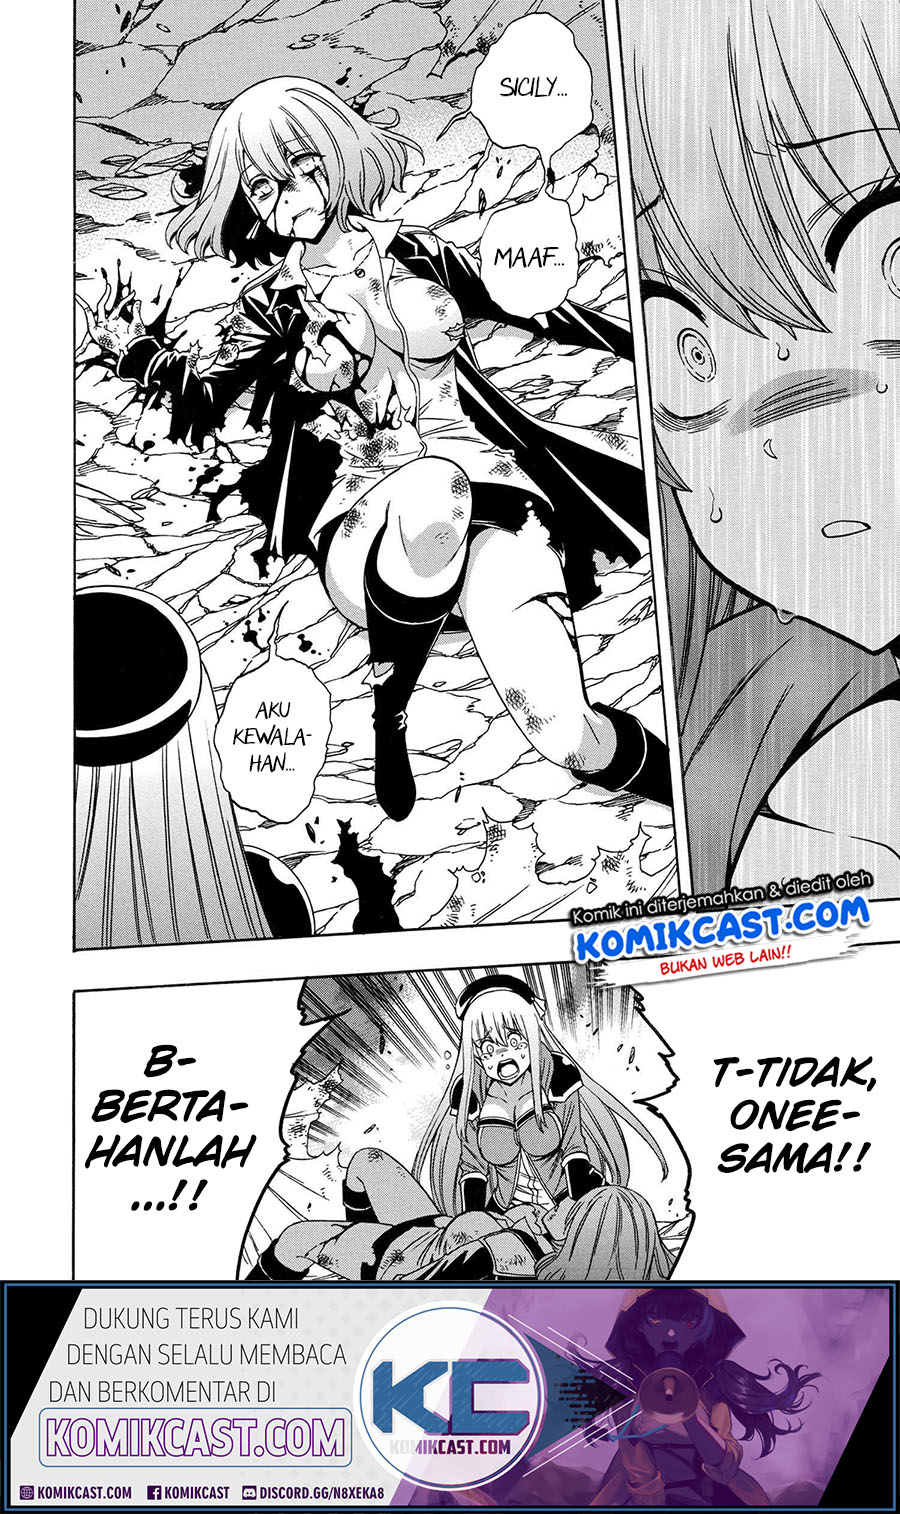 SICILY...
MAAF...
AKU
KEWALA-
HAN...
Komik ini diterjemahkan & diedit oleh
KOMIKCAST.COM
BUKAN WEB LAIN!!
T-TIDAK,
ONEE-
SAMA!!
B-
BERTA-
HANLAH
...!!
DUKUNG TERUS KAMI
DENGAN SELALU MEMBACA
DAN BERKOMENTAR DI
KOMIKCAST.COM
KC
KOMIKCAST.COM
KOMIKCAST.COM KOMIKCAST DISCORD.GG/N8XEKA8